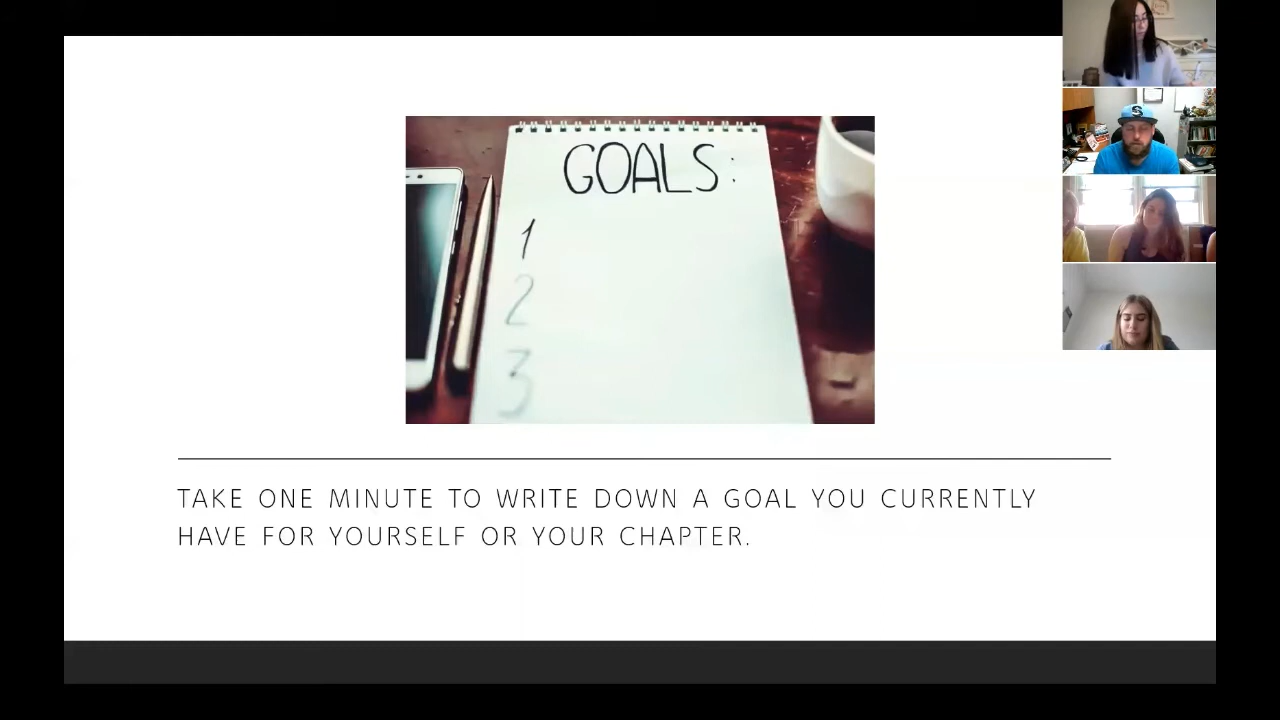 GOALS:
1
2
3
S
TAKE ONE MINUTE TO WRITE DOWN A GOAL YOU CURRENTLY
HAVE FOR YOURSELF OR YOUR CHAPTER.